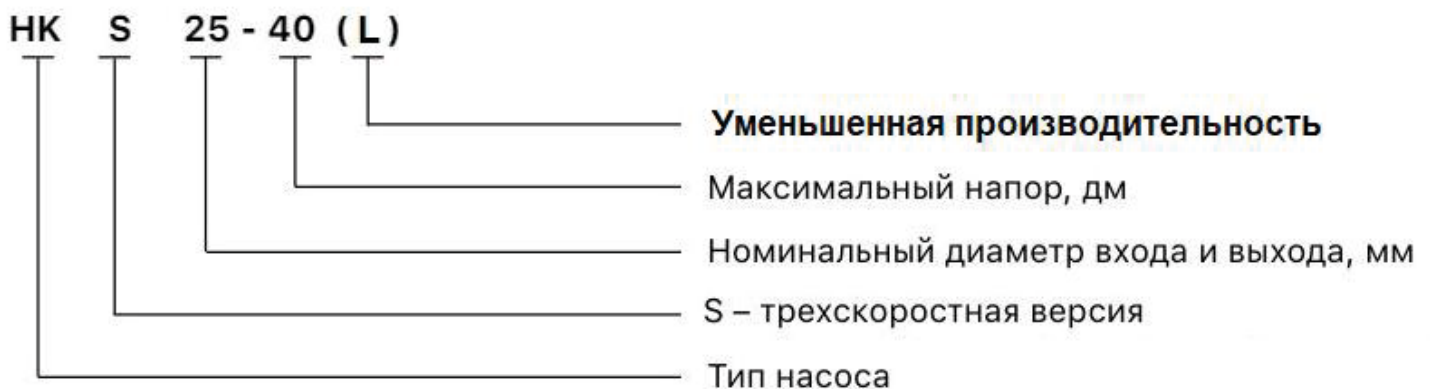 HK S 25 - 40 (L)
Уменьшенная производительность
Максимальный напор, дм
Номинальный диаметр входа и выхода, мм
S – трехскоростная версия
Тип насоса